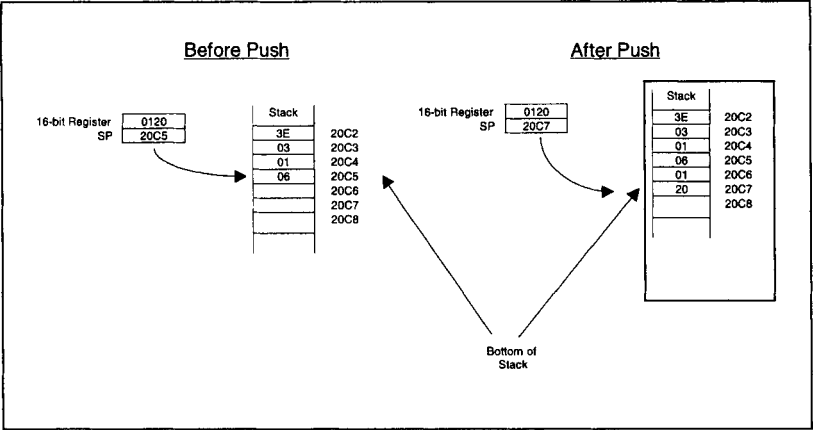 Before Push
After Push
16-bit Register 0120
SP 20C5
Stack
3E 20C2
03 20C3
01 20C4
06 20C5
20C6
20C7
20C8
16-bit Register 0120
SP 20C7
Stack
3E 20C2
03 20C3
01 20C4
06 20C5
01 20C6
20 20C7
20C8
Bottom of
Stack